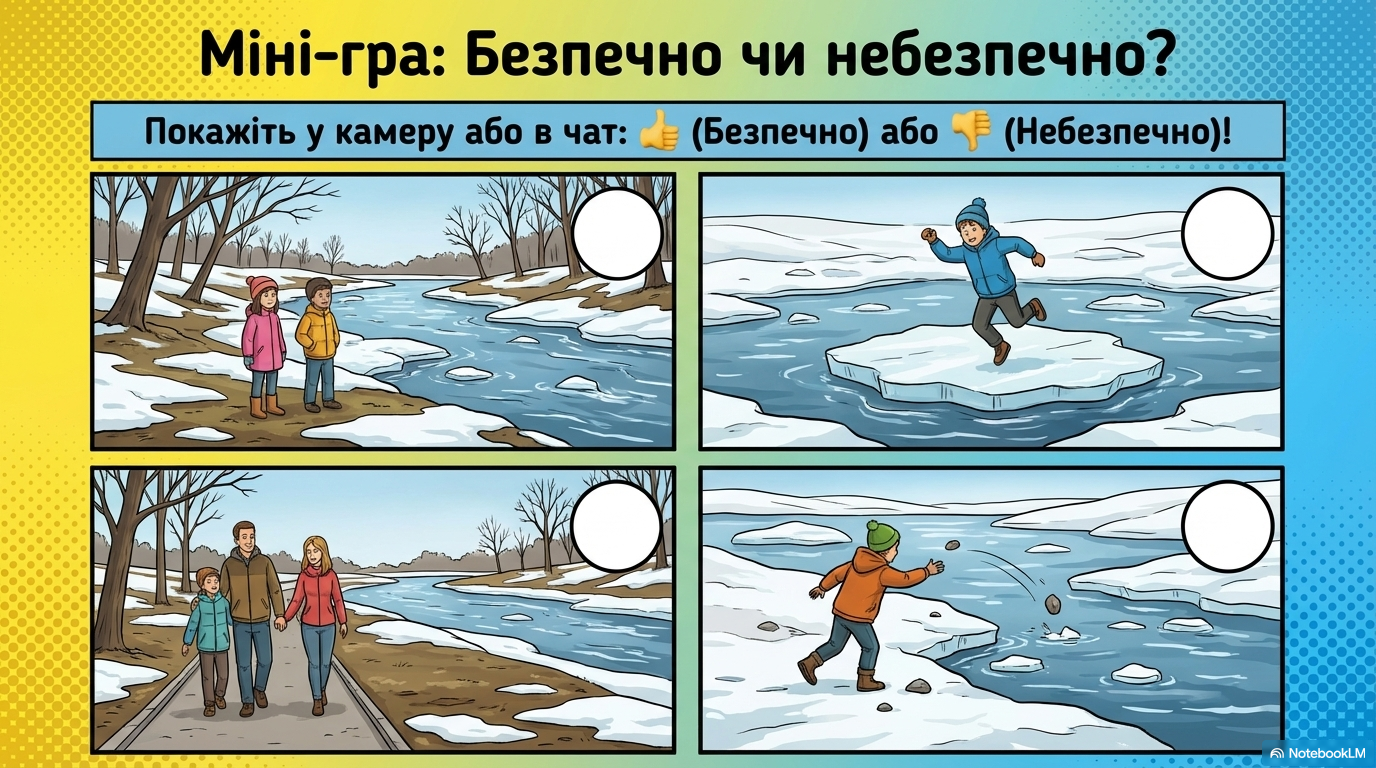 Міні-гра: Безпечно чи небезпечно?
Покажіть у камеру або в чат: 👍 (Безпечно) або 👎 (Небезпечно)!
NotebookLM